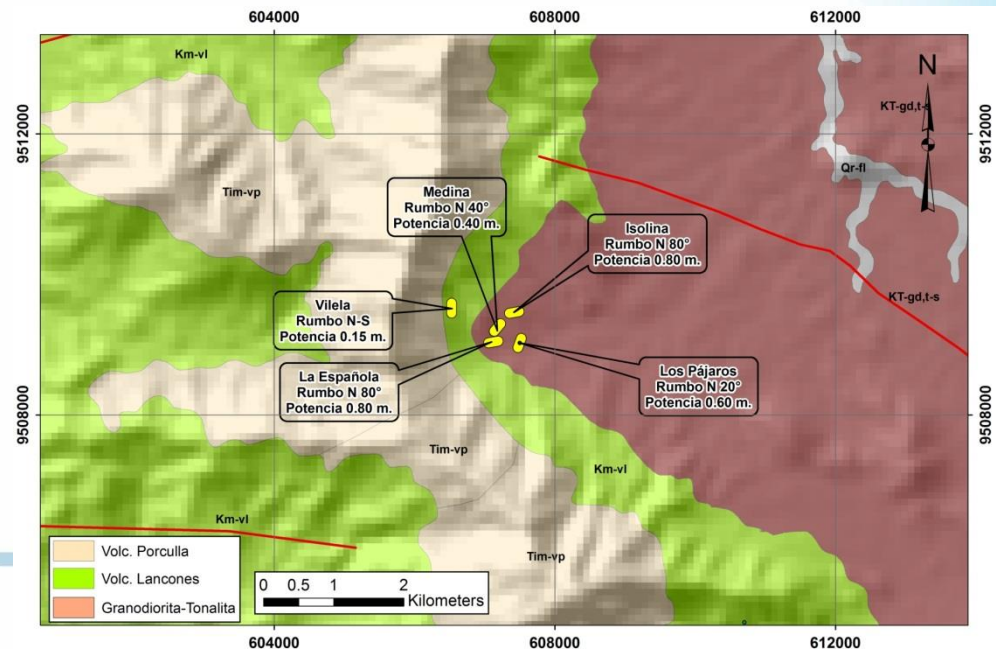 604000
608000
612000
Km-vl
N
KT-gd,t-s
9512000
9512000
Qr-fl
Tim-vp
Medina
Rumbo N 40°
Potencia 0.40 m.
Isolina
Rumbo N 80°
Potencia 0.80 m.
KT-gd,t-s
Vilela
Rumbo N-S
Potencia 0.15 m.
La Española
Rumbo N 80°
Potencia 0.80 m.
Los Pájaros
Rumbo N 20°
Potencia 0.60 m.
9508000
9508000
Tim-vp
Km-vl
Km-vl
Tim-vp
Volc. Porculla
Volc. Lancones
Granodiorita-Tonalita
0 0.5 1 2
Kilometers
604000
608000
612000